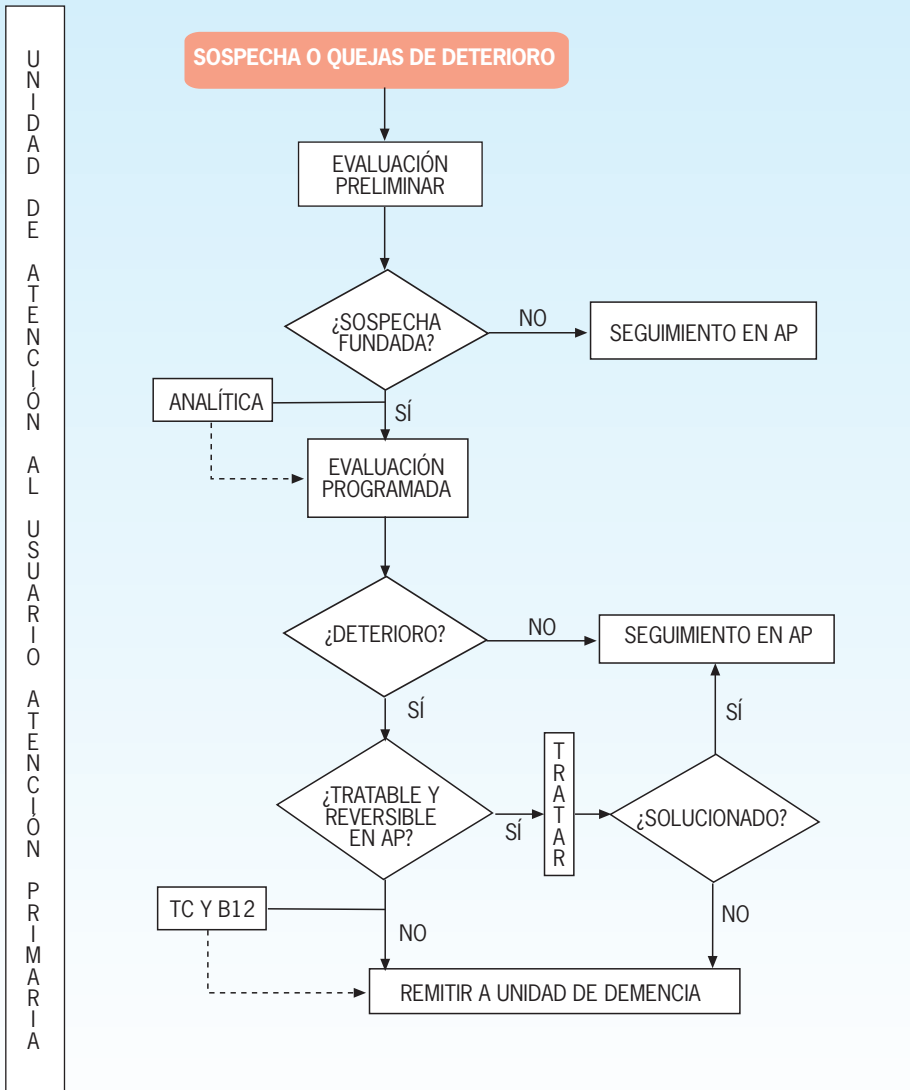 UNIDAD DE ATENCIÓN AL USUARIO ATENCIÓN PRIMARIA
SOSPECHA O QUEJAS DE DETERIORO
EVALUACIÓN
PRELIMINAR
¿SOSPECHA
FUNDADA?
NO
SEGUIMIENTO EN AP
ANALÍTICA
SÍ
EVALUACIÓN
PROGRAMADA
¿DETERIORO?
NO
SEGUIMIENTO EN AP
SÍ
SÍ
¿TRATABLE Y
REVERSIBLE
EN AP?
SÍ
TRATAR
¿SOLUCIONADO?
TC Y B12
NO
NO
REMITIR A UNIDAD DE DEMENCIA